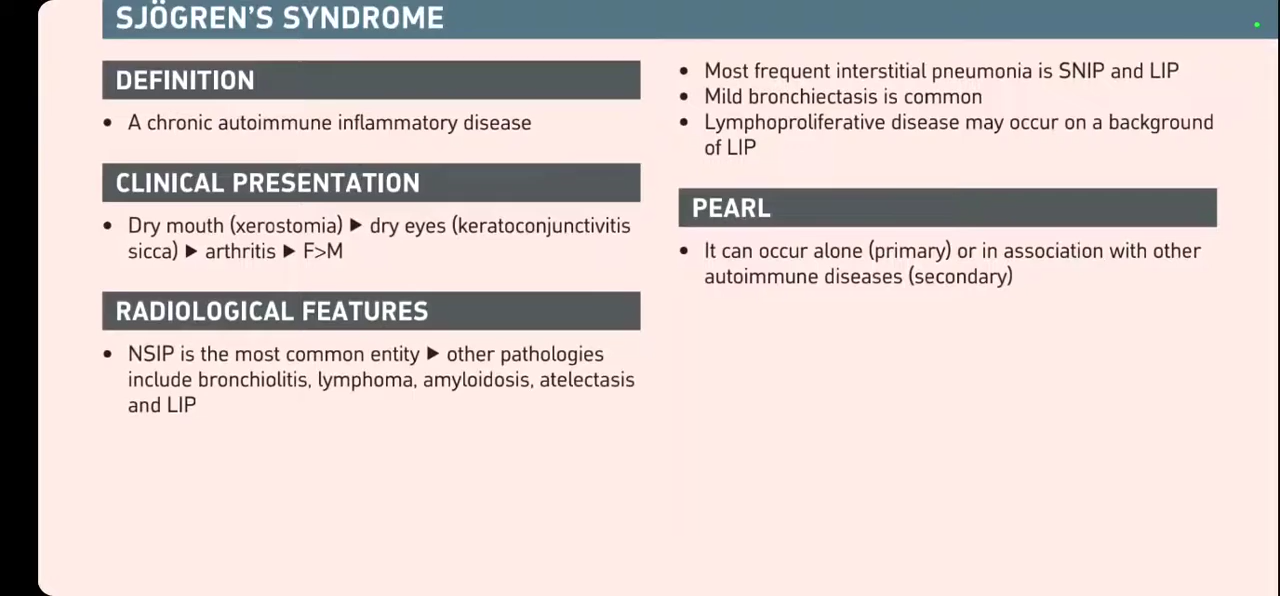 SJÖGREN'S SYNDROME
DEFINITION
• A chronic autoimmune inflammatory disease
CLINICAL PRESENTATION
• Dry mouth (xerostomia) ▶ dry eyes (keratoconjunctivitis
sicca) ▶ arthritis ▶ F>M
RADIOLOGICAL FEATURES
• NSIP is the most common entity ▶ other pathologies
include bronchiolitis, lymphoma, amyloidosis, atelectasis
and LIP
• Most frequent interstitial pneumonia is SNIP and LIP
• Mild bronchiectasis is common
• Lymphoproliferative disease may occur on a background
of LIP
PEARL
• It can occur alone (primary) or in association with other
autoimmune diseases (secondary)